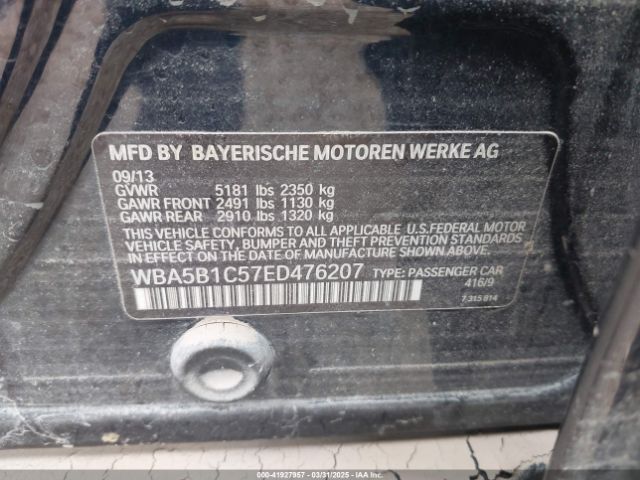 MFD BY BAYERISCHE MOTOREN WERKE AG
09/13
GVWR 5181 lbs 2350 kg
GAWR FRONT 2491 lbs 1130 kg
GAWR REAR 2910 lbs 1320 kg
THIS VEHICLE CONFORMS TO ALL APPLICABLE U.S.FEDERAL MOTOR
VEHICLE SAFETY, BUMPER AND THEFT PREVENTION STANDARDS
IN EFFECT ON THE DATE OF MANUFACTURE SHOWN ABOVE.
WBA5B1C57ED476207 TYPE: PASSENGER CAR
416/9
7 315 814
000-41927957 - 03/31/2025 - IAA Inc.